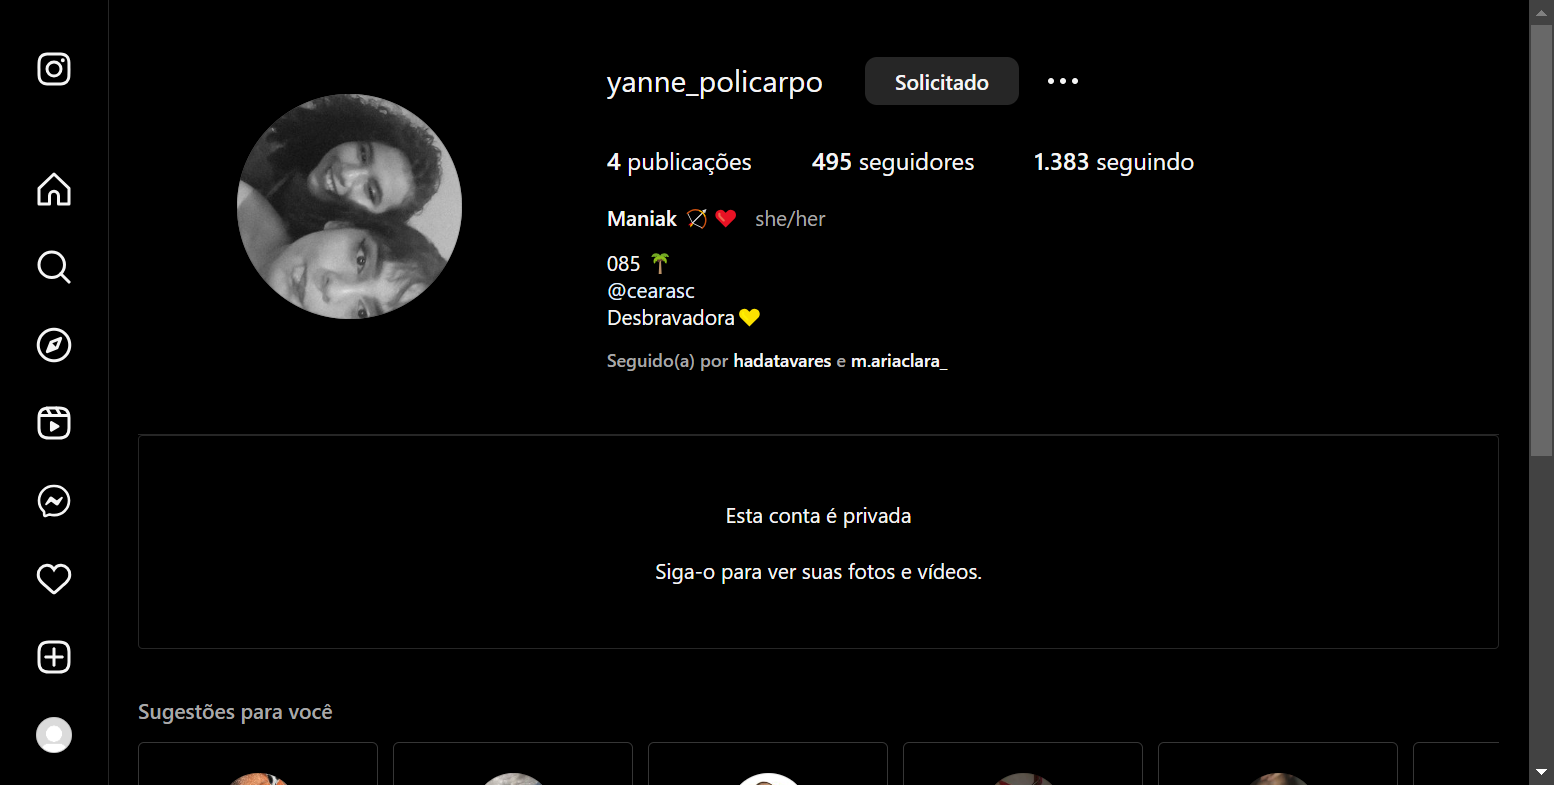 yanne_policarpo Solicitado
4 publicações 495 seguidores 1.383 seguindo
Maniak 🏹 ❤️ she/her
085 🌴
@cearasc
Desbravadora💛
Seguido(a) por hadatavares e m.ariaclara_
Esta conta é privada
Siga-o para ver suas fotos e vídeos.
Sugestões para você